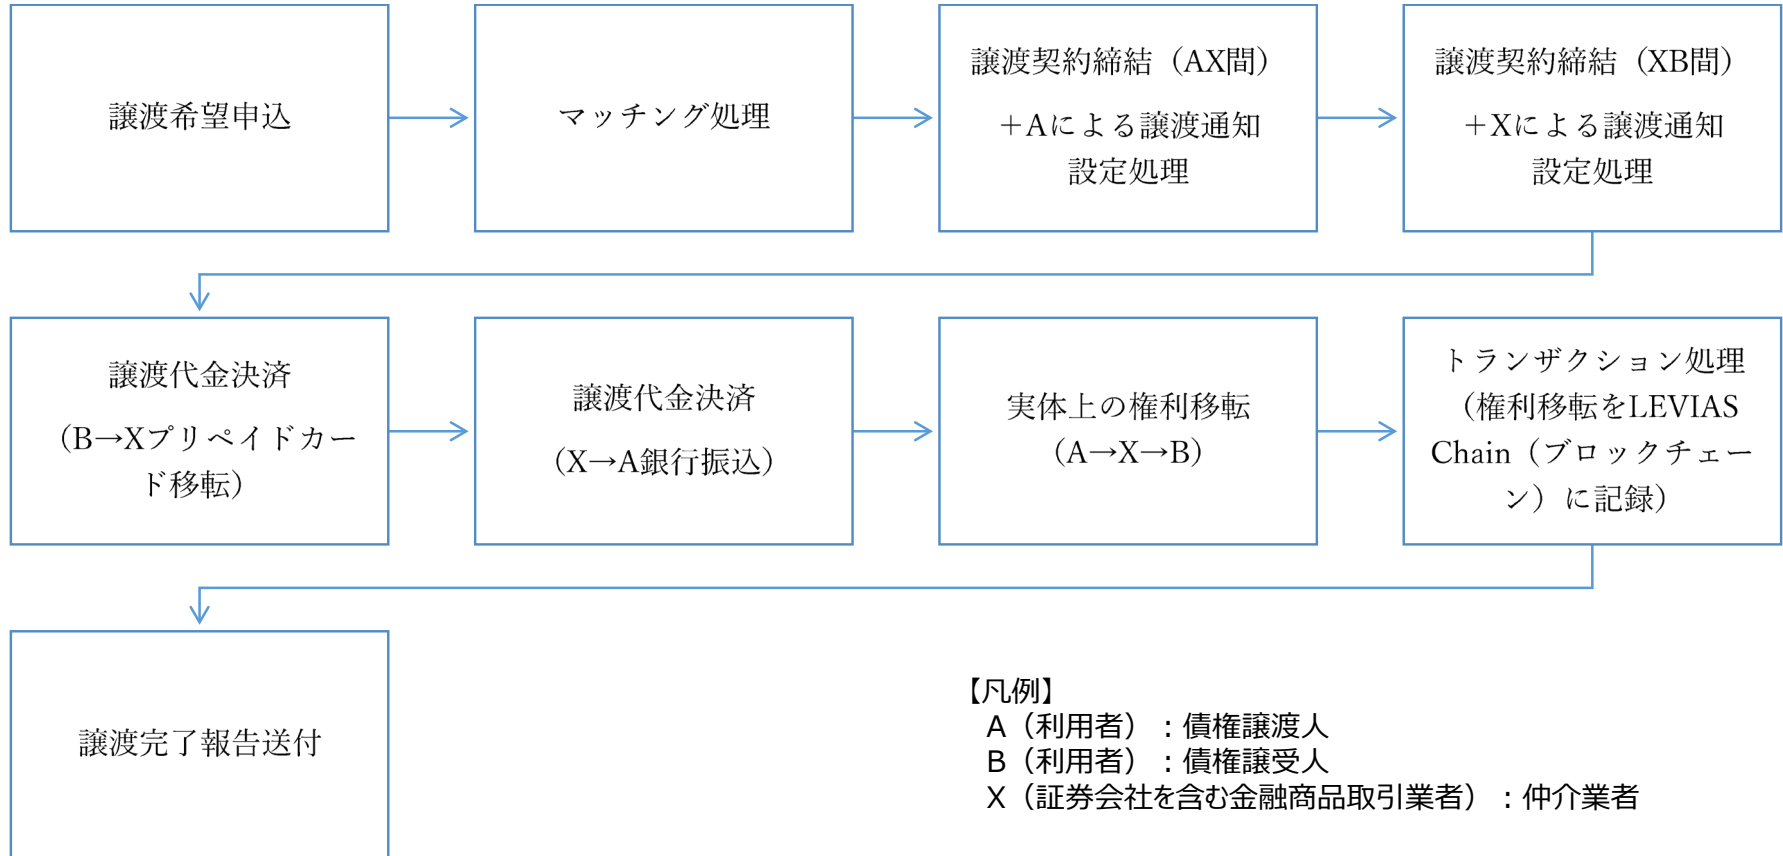 譲渡希望申込
マッチング処理
譲渡契約締結（AX間）
＋Aによる譲渡通知
設定処理
譲渡契約締結（XB間）
＋Xによる譲渡通知
設定処理
譲渡代金決済
（B→Xプリペイドカー
ド移転）
譲渡代金決済
（X→A銀行振込）
実体上の権利移転
（A→X→B）
トランザクション処理
（権利移転をLEVIAS
Chain（ブロックチェー
ン）に記録）
譲渡完了報告送付
【凡例】
A（利用者）：債権譲渡人
B（利用者）：債権譲受人
X（証券会社を含む金融商品取引業者）：仲介業者